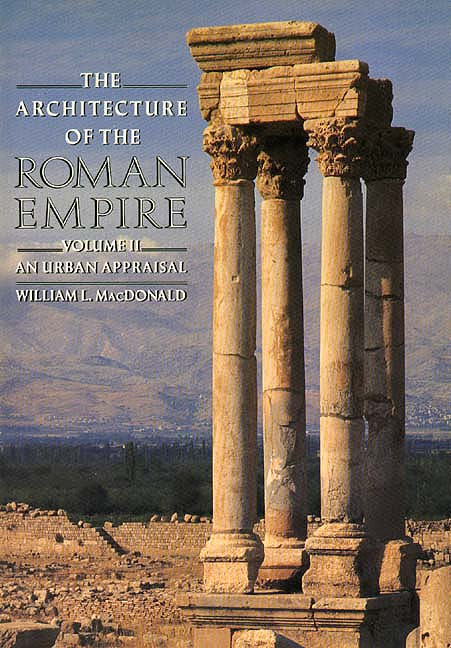 THE
ARCHITECTURE
OF THE
ROMAN
EMPIRE
VOLUME II
AN URBAN APPRAISAL
WILLIAM L. MACDONALD